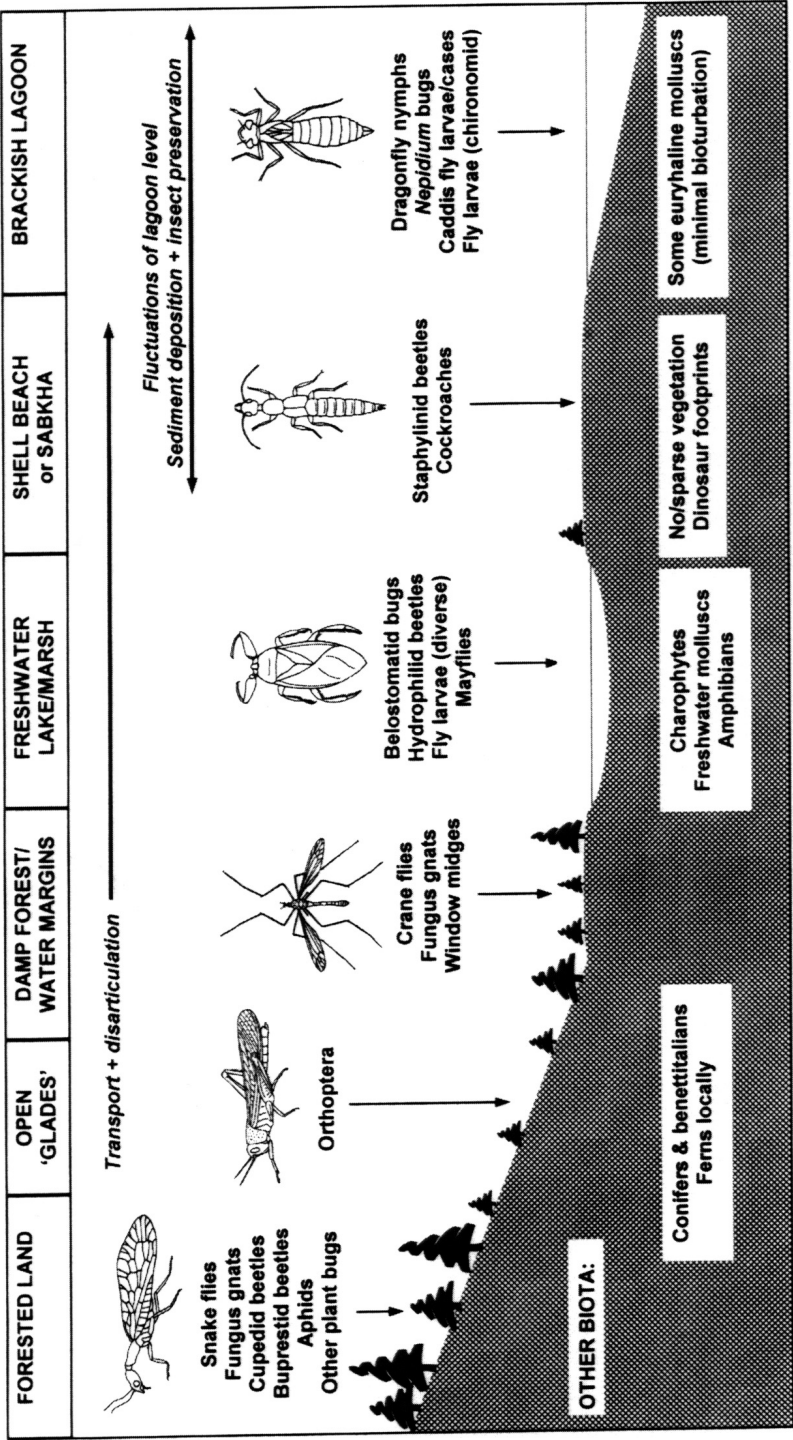 FORESTED LAND
OPEN
'GLADES'
DAMP FOREST/
WATER MARGINS
FRESHWATER
LAKE/MARSH
SHELL BEACH
or SABKHA
BRACKISH LAGOON
Transport + disarticulation
Fluctuations of lagoon level
Sediment deposition + insect preservation
Snake flies
Fungus gnats
Cupedid beetles
Buprestid beetles
Aphids
Other plant bugs
Orthoptera
Crane flies
Fungus gnats
Window midges
Belostomatid bugs
Hydrophilid beetles
Fly larvae (diverse)
Mayflies
Staphylinid beetles
Cockroaches
Dragonfly nymphs
Nepidium bugs
Caddis fly larvae/cases
Fly larvae (chironomid)
OTHER BIOTA:
Conifers & benettitalians
Ferns locally
Charophytes
Freshwater molluscs
Amphibians
No/sparse vegetation
Dinosaur footprints
Some euryhaline molluscs
(minimal bioturbation)